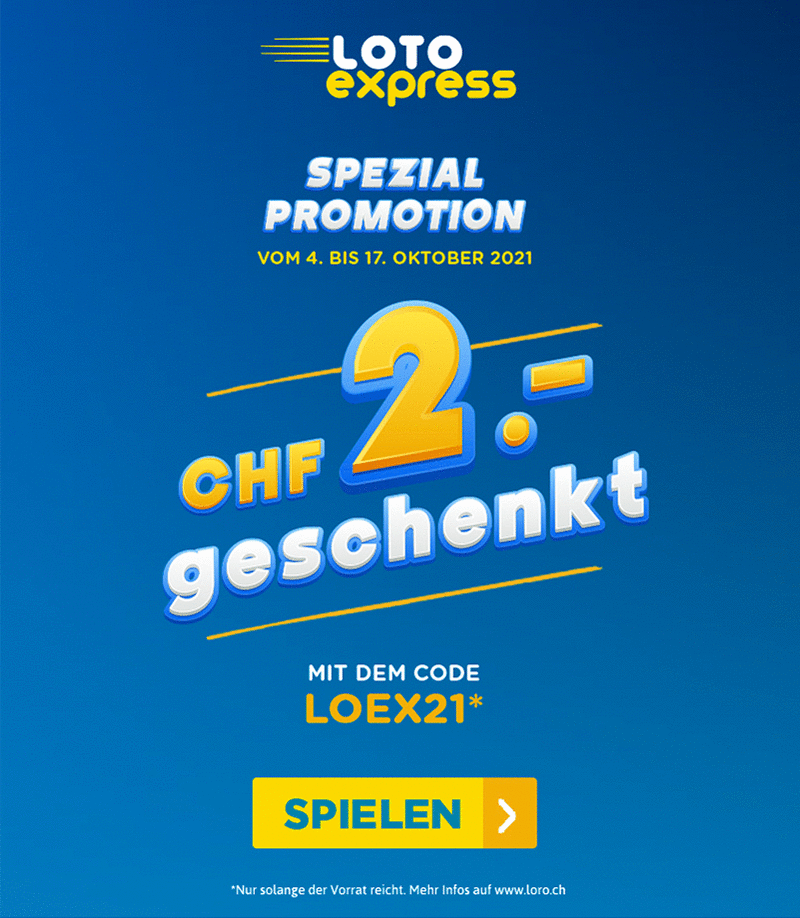 LOTO
express
SPEZIAL
PROMOTION
VOM 4. BIS 17. OKTOBER 2021
CHF 2.-
geschenkt
MIT DEM CODE
LOEX21*
SPIELEN
*Nur solange der Vorrat reicht. Mehr Infos auf www.loro.ch